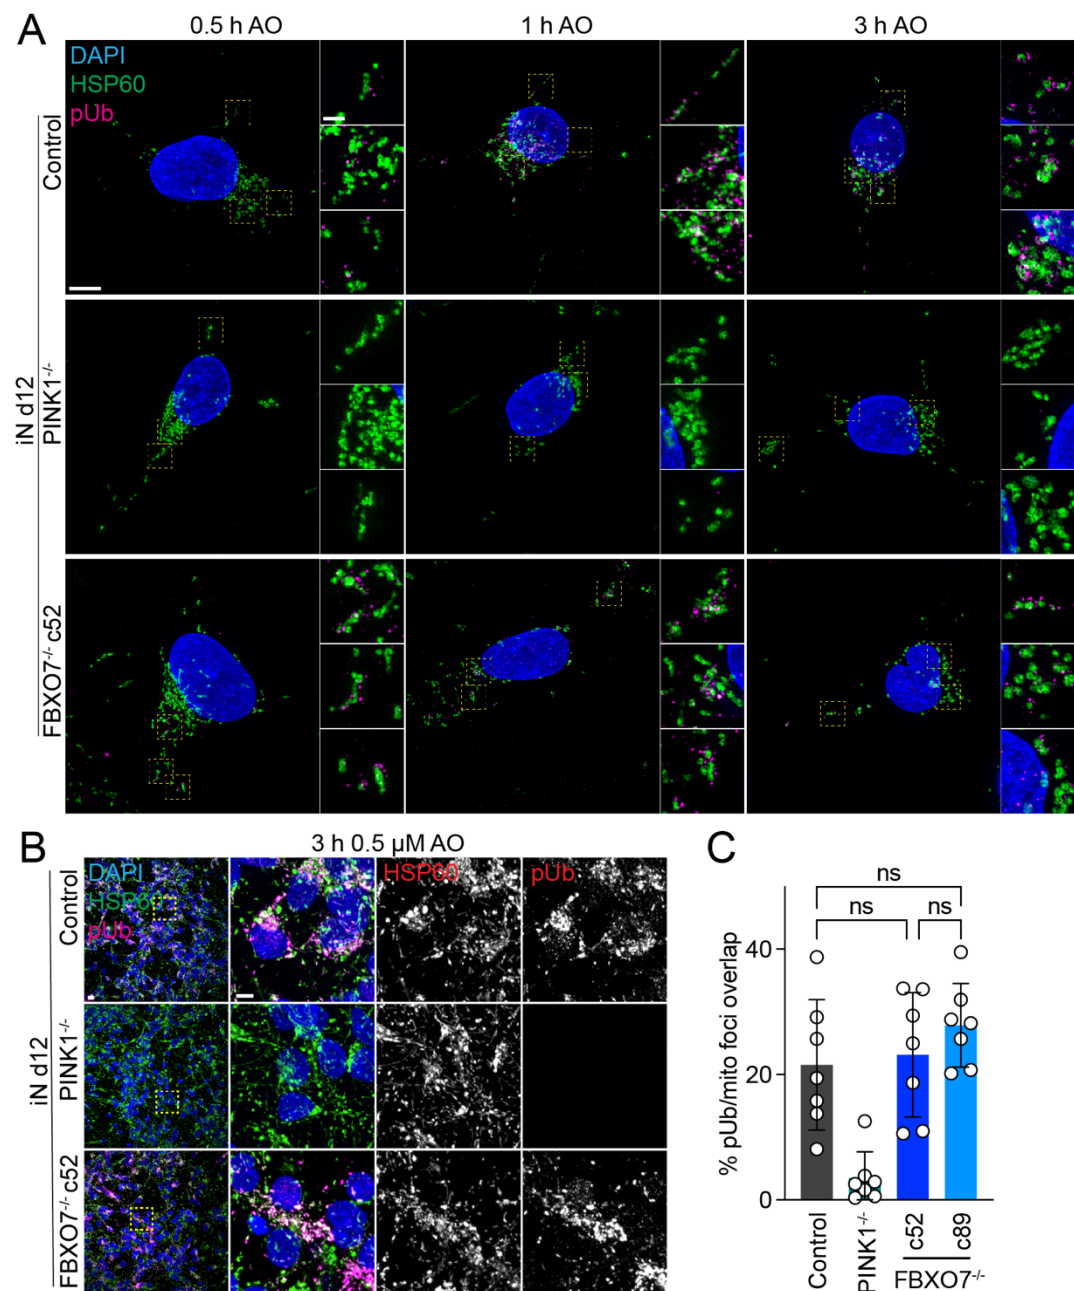 A
0.5 h AO
1 h AO
3 h AO
DAPI
HSP60
pUb
iN d12
Control
PINK1-/-
FBXO7-/- c52
B
3 h 0.5 µM AO
DAPI
HSP60
pUb
HSP60
pUb
iN d12
Control
PINK1-/-
FBXO7-/- c52
C
ns
ns
ns
% pUb/mito foci overlap
40
20
0
Control
PINK1-/-
c52
c89
FBXO7-/-